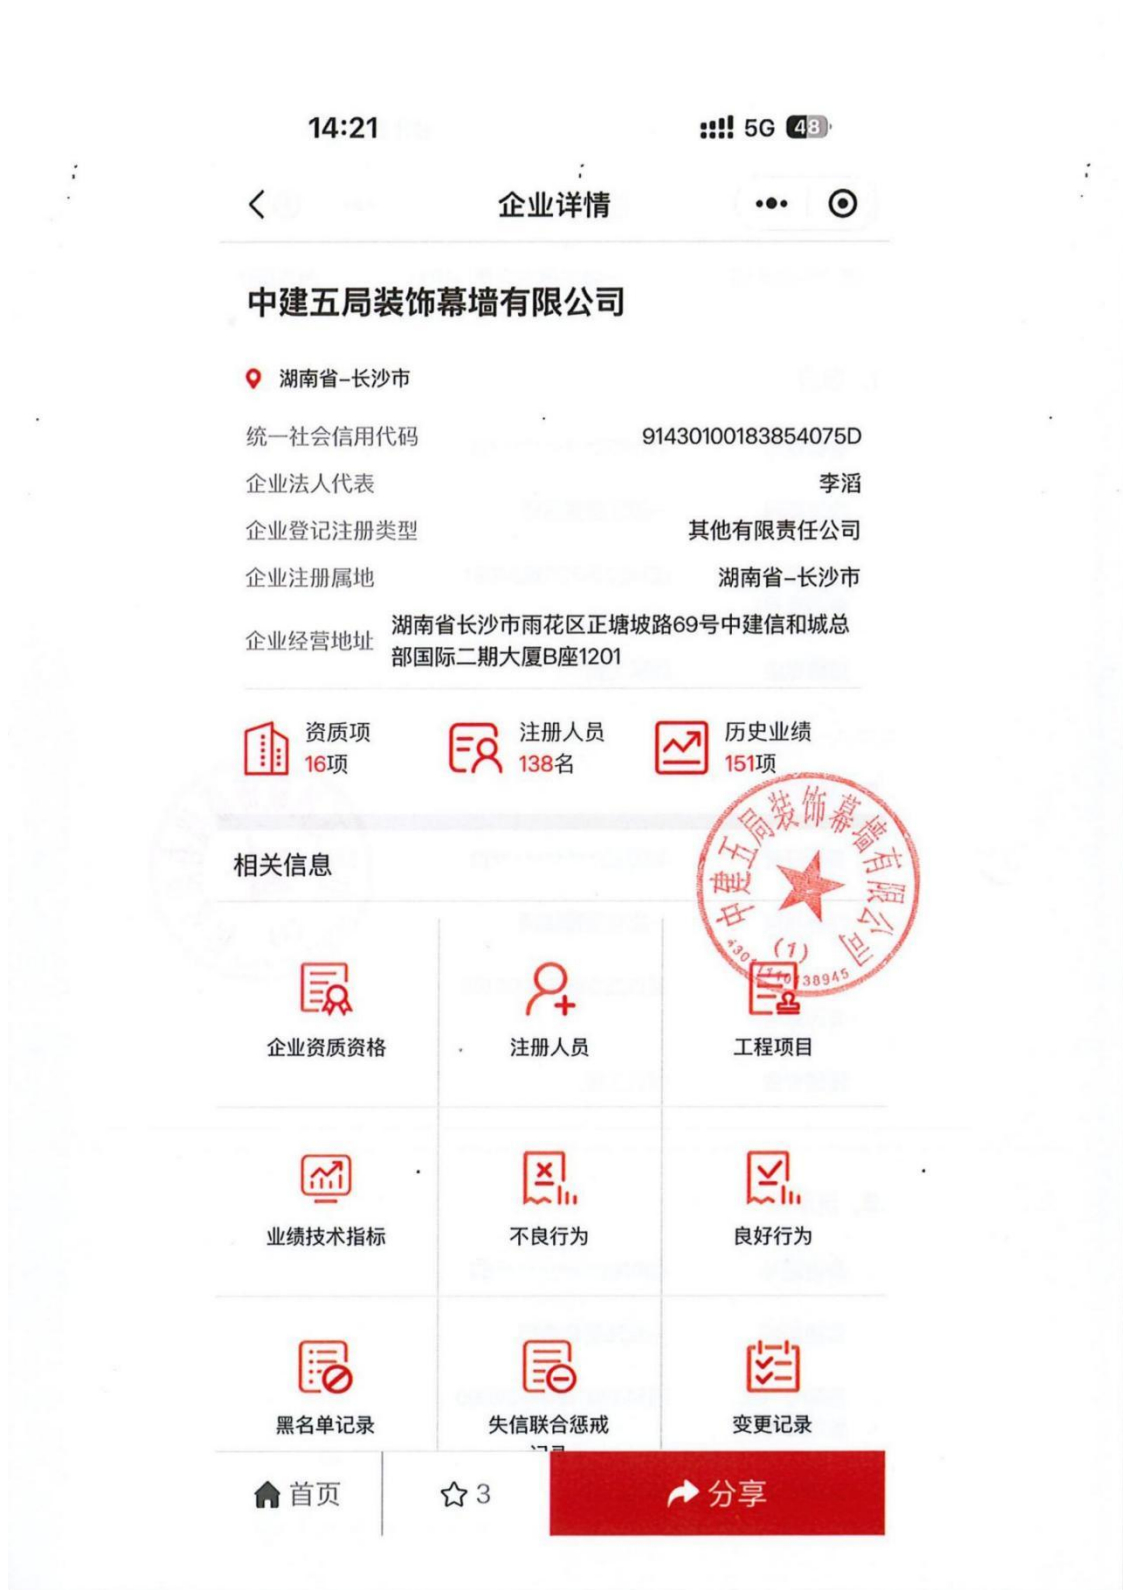 14:21
5G 48
企业详情
中建五局装饰幕墙有限公司
湖南省-长沙市
统一社会信用代码 91430100183854075D
企业法人代表 李滔
企业登记注册类型 其他有限责任公司
企业注册属地 湖南省-长沙市
企业经营地址 湖南省长沙市雨花区正塘坡路69号中建信和城总
部国际二期大厦B座1201
资质项 注册人员 历史业绩
16项 138名 151项
中建五局装饰幕墙有限公司
(1)
相关信息
企业资质资格 注册人员 工程项目
业绩技术指标 不良行为 良好行为
黑名单记录 失信联合惩戒 变更记录
首页 3 分享